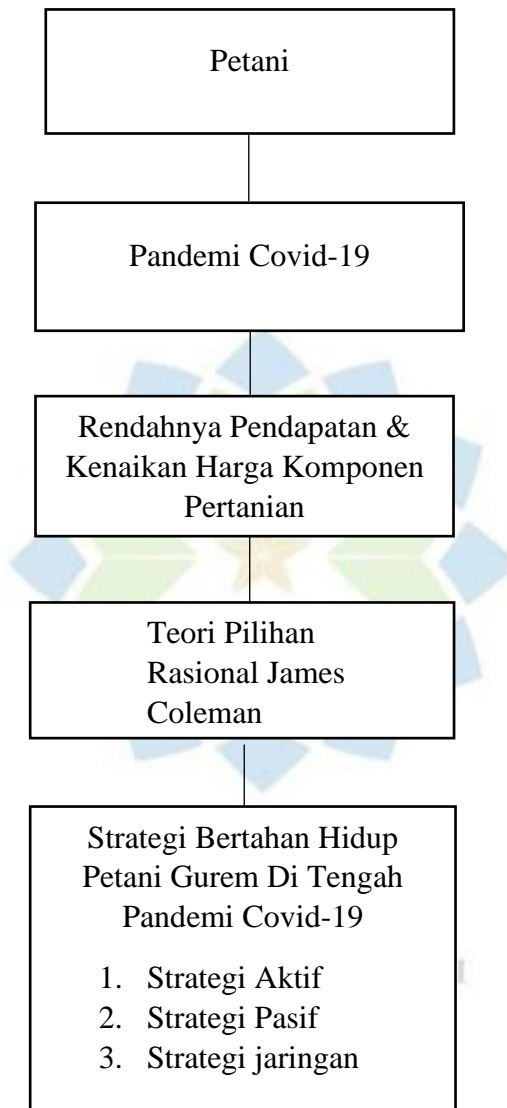 Petani
Pandemi Covid-19
Rendahnya Pendapatan &
Kenaikan Harga Komponen
Pertanian
Teori Pilihan
Rasional James
Coleman
Strategi Bertahan Hidup
Petani Gurem Di Tengah
Pandemi Covid-19
1. Strategi Aktif
2. Strategi Pasif
3. Strategi jaringan